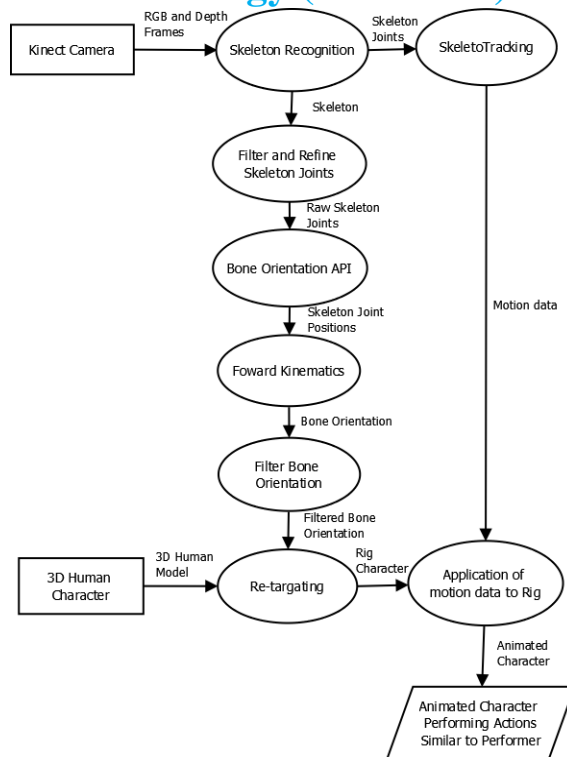 RGB and Depth
Frames
Skeleton
Joints
Kinect Camera
Skeleton Recognition
SkeletoTracking
Skeleton
Filter and Refine
Skeleton Joints
Raw Skeleton
Joints
Bone Orientation API
Skeleton Joint
Positions
Motion data
Foward Kinematics
Bone Orientation
Filter Bone
Orientation
Filtered Bone
Orientation
3D Human
Model
Rig
Character
3D Human
Character
Re-targating
Application of
motion data to Rig
Animated
Character
Animated Character
Performing Actions
Similar to Performer